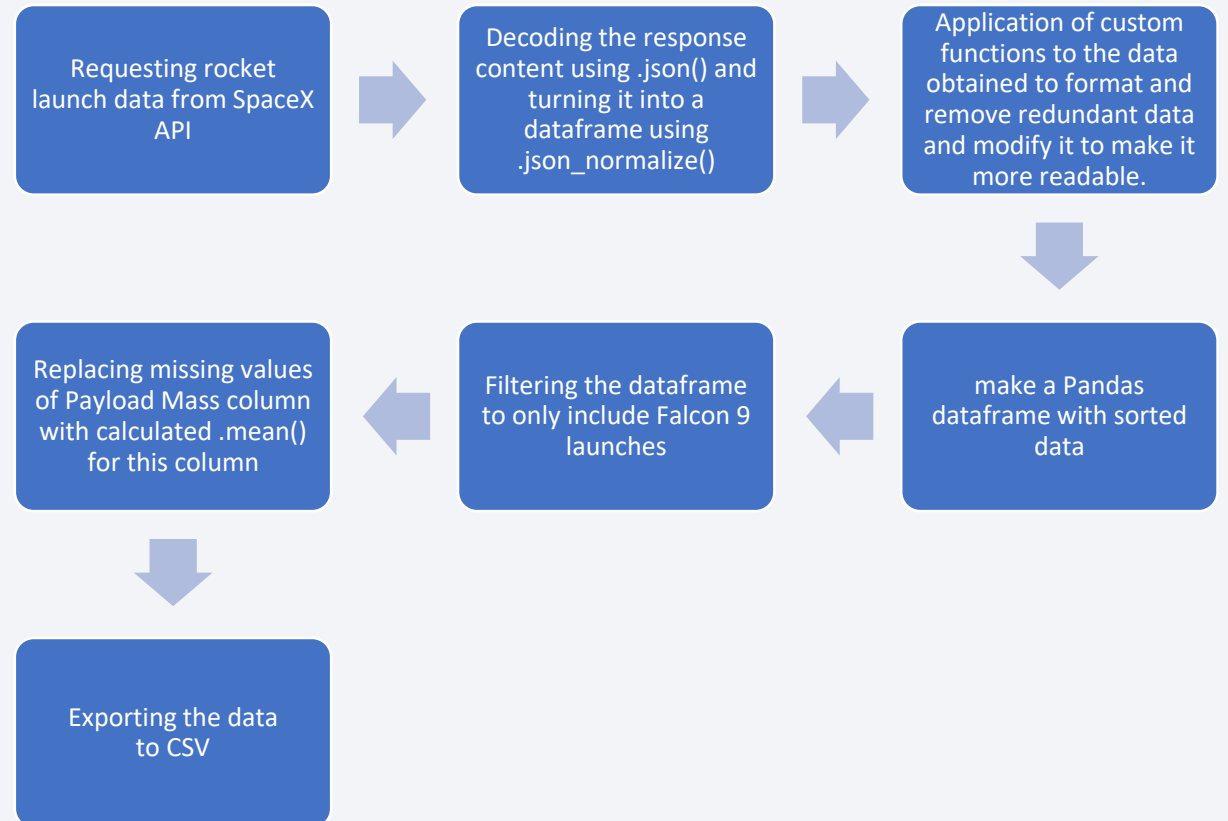 Requesting rocket
launch data from SpaceX
API
Decoding the response
content using .json() and
turning it into a
dataframe using
.json_normalize()
Application of custom
functions to the data
obtained to format and
remove redundant data
and modify it to make it
more readable.
make a Pandas
dataframe with sorted
data
Filtering the dataframe
to only include Falcon 9
launches
Replacing missing values
of Payload Mass column
with calculated .mean()
for this column
Exporting the data
to CSV